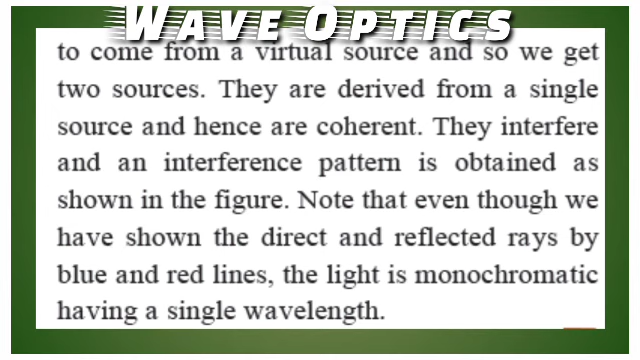 WAVE OPTICS
to come from a virtual source and so we get
two sources. They are derived from a single
source and hence are coherent. They interfere
and an interference pattern is obtained as
shown in the figure. Note that even though we
have shown the direct and reflected rays by
blue and red lines, the light is monochromatic
having a single wavelength.